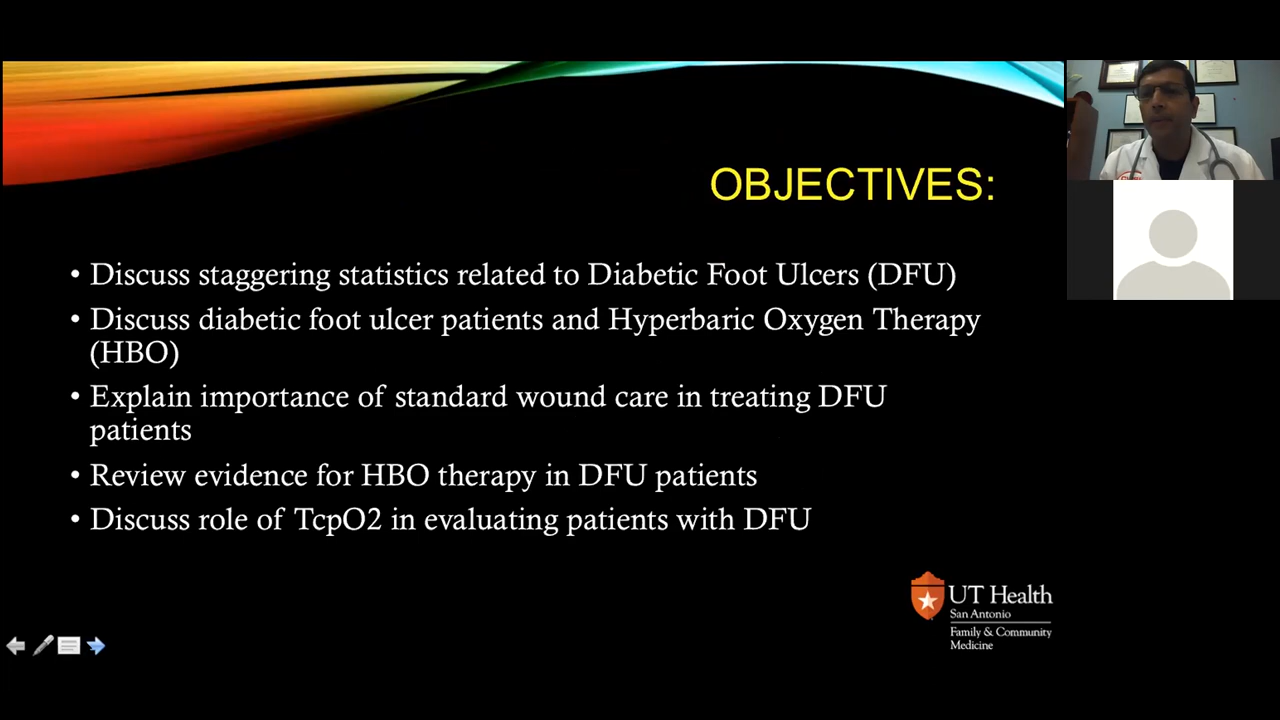 OBJECTIVES:
• Discuss staggering statistics related to Diabetic Foot Ulcers (DFU)
• Discuss diabetic foot ulcer patients and Hyperbaric Oxygen Therapy
(HBO)
• Explain importance of standard wound care in treating DFU
patients
• Review evidence for HBO therapy in DFU patients
• Discuss role of TcpO2 in evaluating patients with DFU
UT Health
San Antonio
Family & Community
Medicine